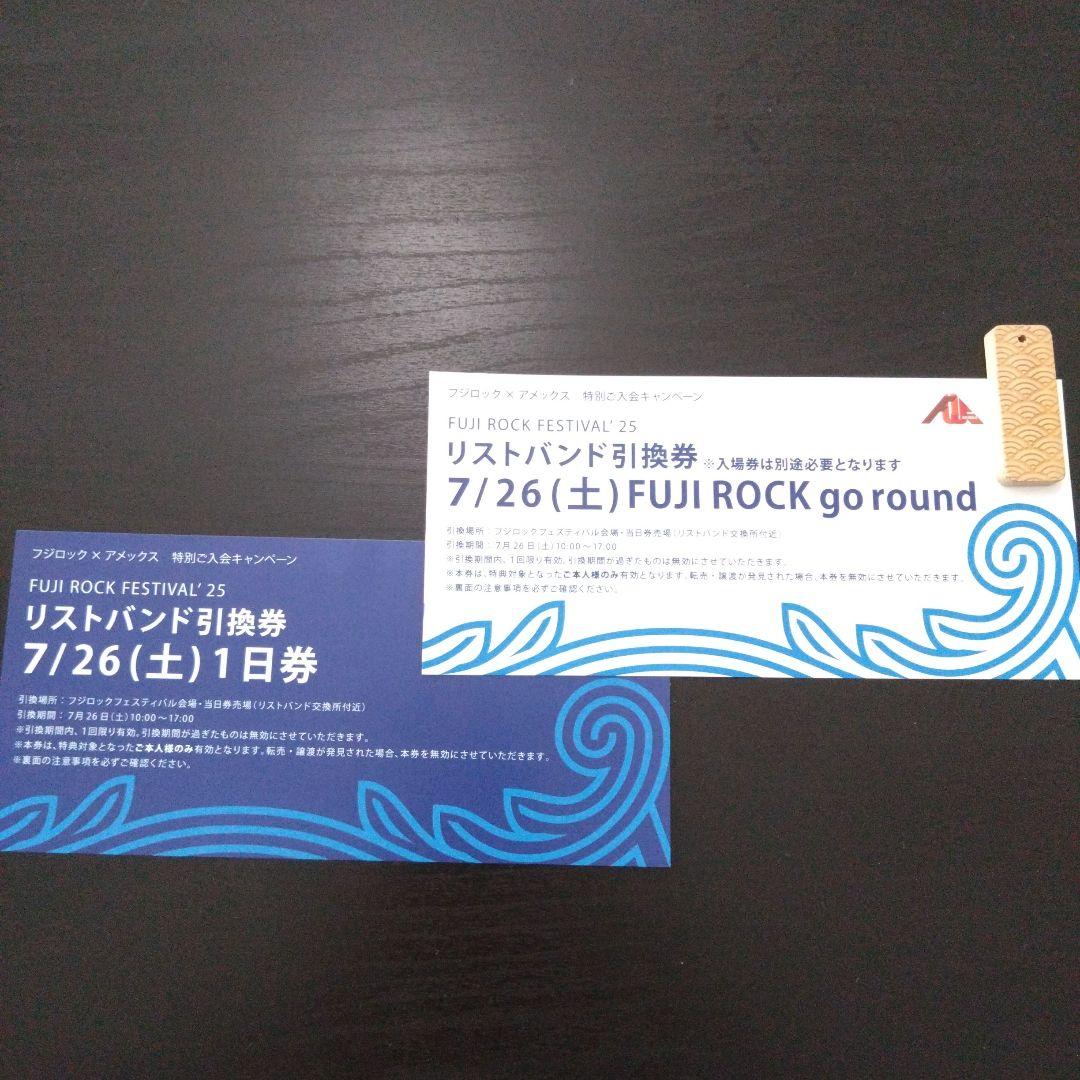 フジロック×アメックス 特別ご入会キャンペーン
FUJI ROCK FESTIVAL' 25
リストバンド引換券 ※入場券は別途必要となります
7/26(土)FUJI ROCK go round
引換場所：フジロックフェスティバル会場・当日券売場（リストバンド交換所付近）
引換期間：7月26日(土)10:00～17:00
※引換期間内、1回限り有効。引換期間が過ぎたものは無効にさせていただきます。
※本券は、特典対象となったご本人様のみ有効となります。転売・譲渡が発見された場合、本券を無効にさせていただきます。
※裏面の注意事項を必ずご確認ください。
フジロック×アメックス 特別ご入会キャンペーン
FUJI ROCK FESTIVAL' 25
リストバンド引換券
7/26(土)1日券
引換場所：フジロックフェスティバル会場・当日券売場（リストバンド交換所付近）
引換期間：7月26日(土)10:00～17:00
※引換期間内、1回限り有効。引換期間が過ぎたものは無効にさせていただきます。
※本券は、特典対象となったご本人様のみ有効となります。転売・譲渡が発見された場合、本券を無効にさせていただきます。
※裏面の注意事項を必ずご確認ください。